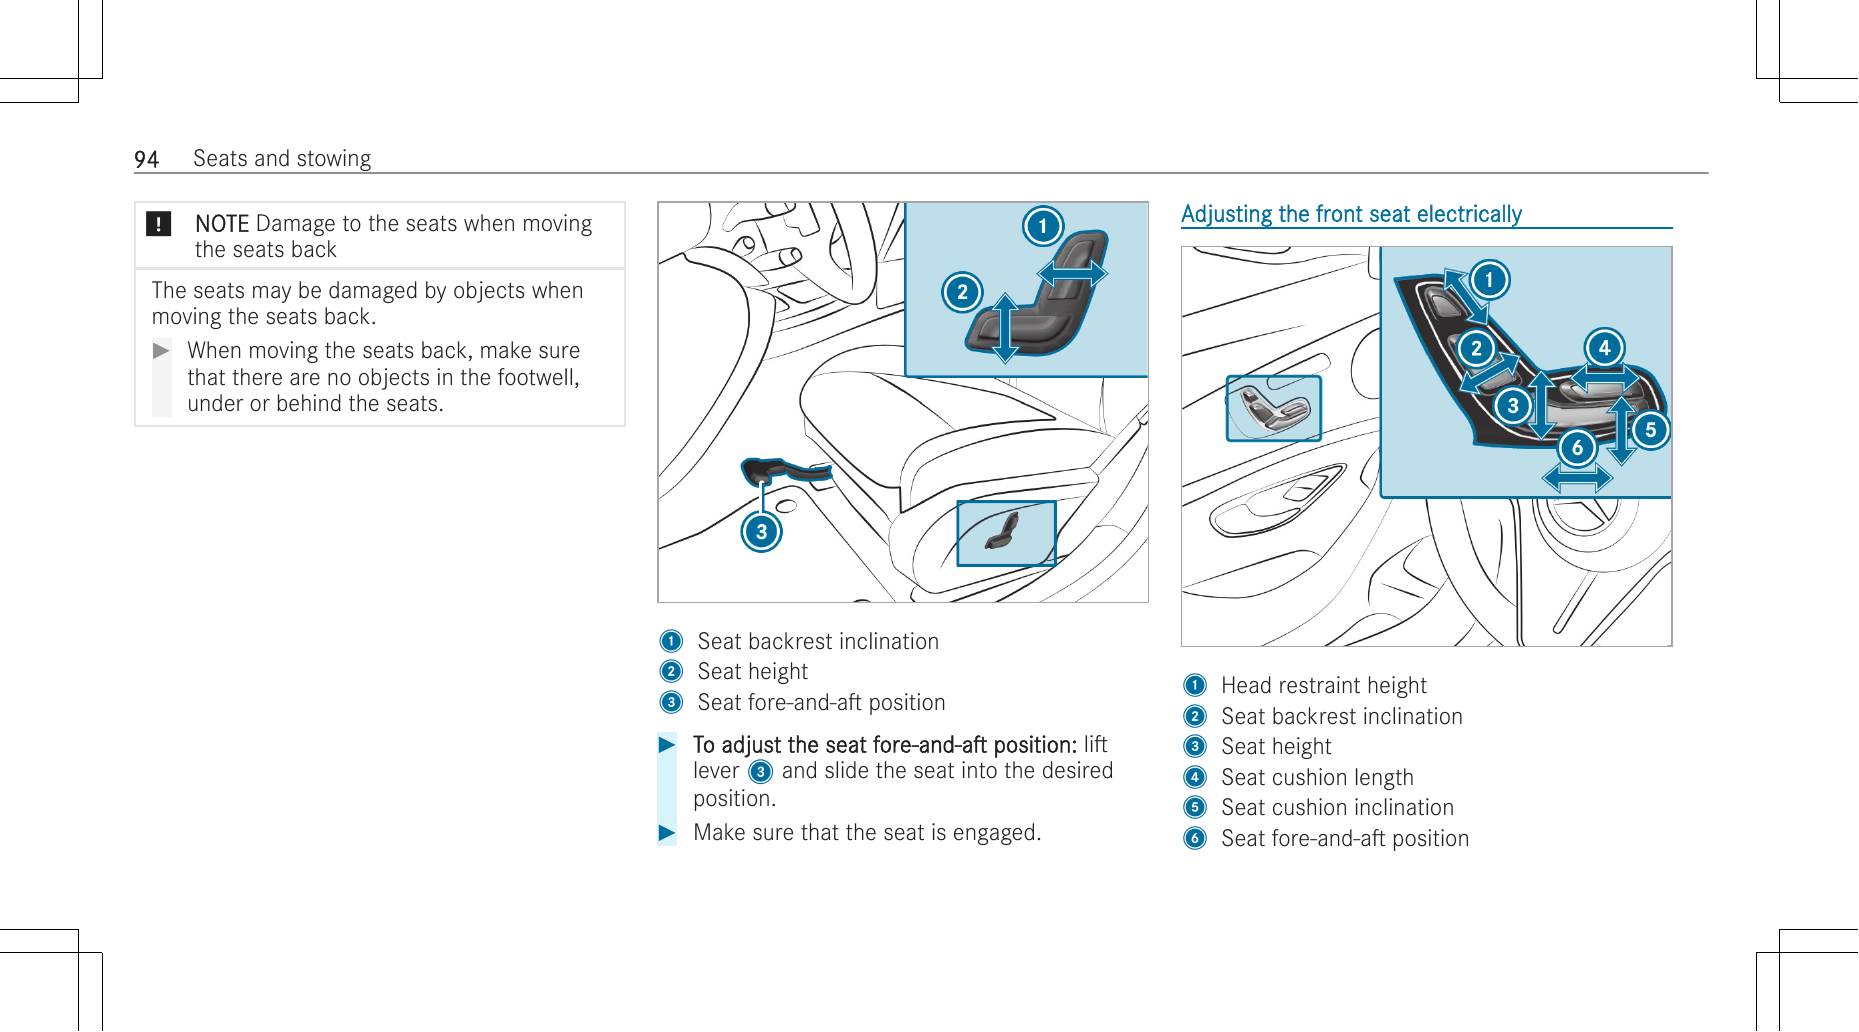 94 Seats and stowing
! NOTE Damage to the seats when moving
the seats back
The seats may be damaged by objects when
moving the seats back.
▶ When moving the seats back, make sure
that there are no objects in the footwell,
under or behind the seats.
1
2
3
1 Seat backrest inclination
2 Seat height
3 Seat fore-and-aft position
▶ To adjust the seat fore-and-aft position: lift
lever 3 and slide the seat into the desired
position.
▶ Make sure that the seat is engaged.
Adjusting the front seat electrically
1
2
4
3
5
6
1 Head restraint height
2 Seat backrest inclination
3 Seat height
4 Seat cushion length
5 Seat cushion inclination
6 Seat fore-and-aft position